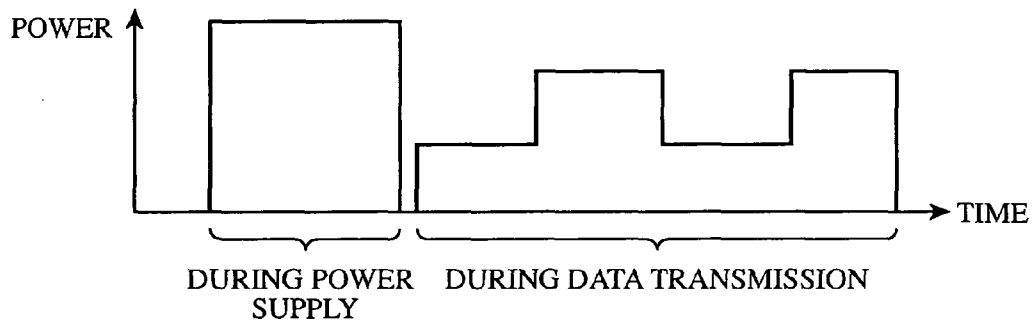 POWER
TIME
DURING POWER
SUPPLY
DURING DATA TRANSMISSION